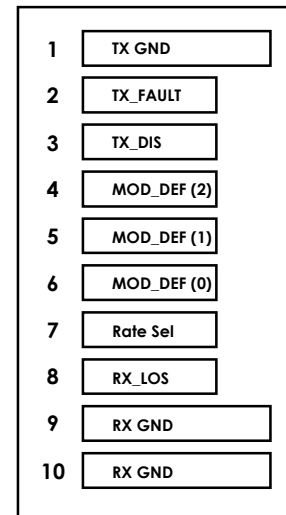 1 TX GND
2 TX_FAULT
3 TX_DIS
4 MOD_DEF (2)
5 MOD_DEF (1)
6 MOD_DEF (0)
7 Rate Sel
8 RX_LOS
9 RX GND
10 RX GND